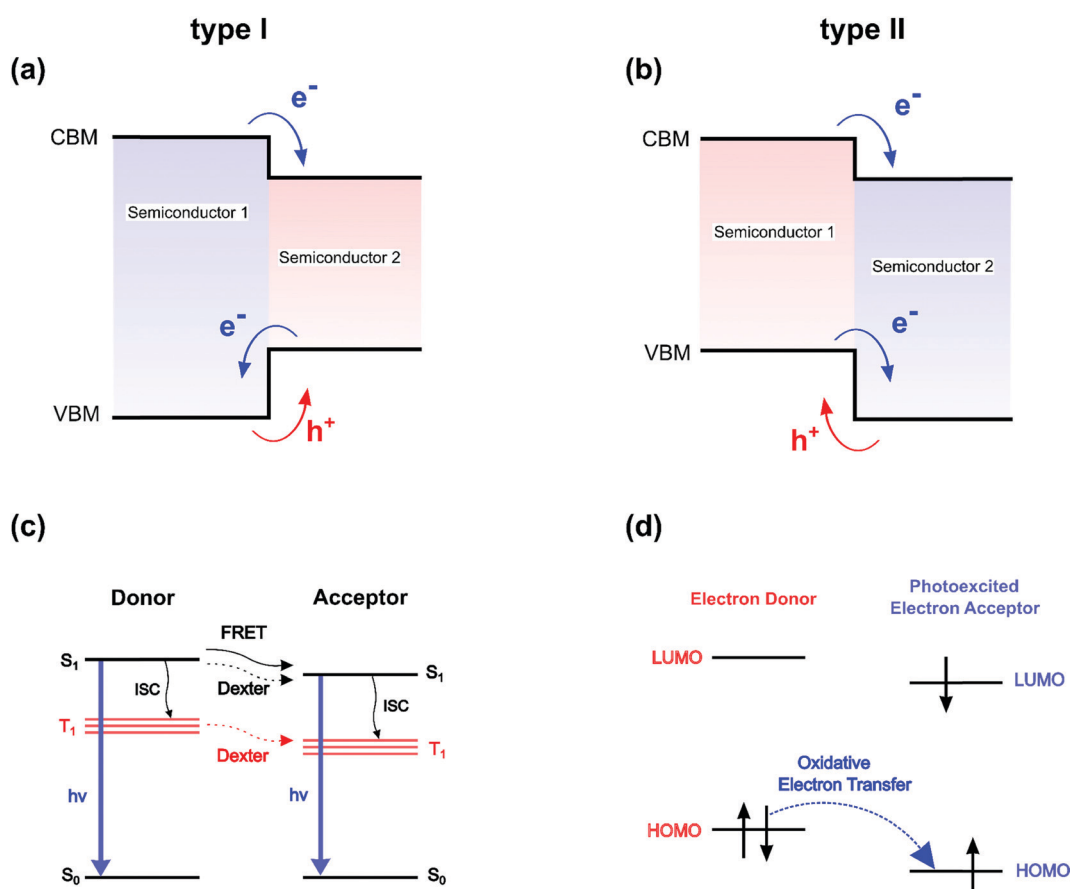 type I
type II
(a)
(b)
e⁻
CBM
Semiconductor 1
Semiconductor 2
e⁻
VBM
h⁺
e⁻
CBM
Semiconductor 1
Semiconductor 2
e⁻
VBM
h⁺
(c)
Donor
Acceptor
FRET
S₁
Dexter
S₁
ISC
ISC
T₁
Dexter
T₁
hν
hν
S₀
S₀
(d)
Electron Donor
Photoexcited
Electron Acceptor
LUMO
LUMO
Oxidative
Electron Transfer
HOMO
HOMO